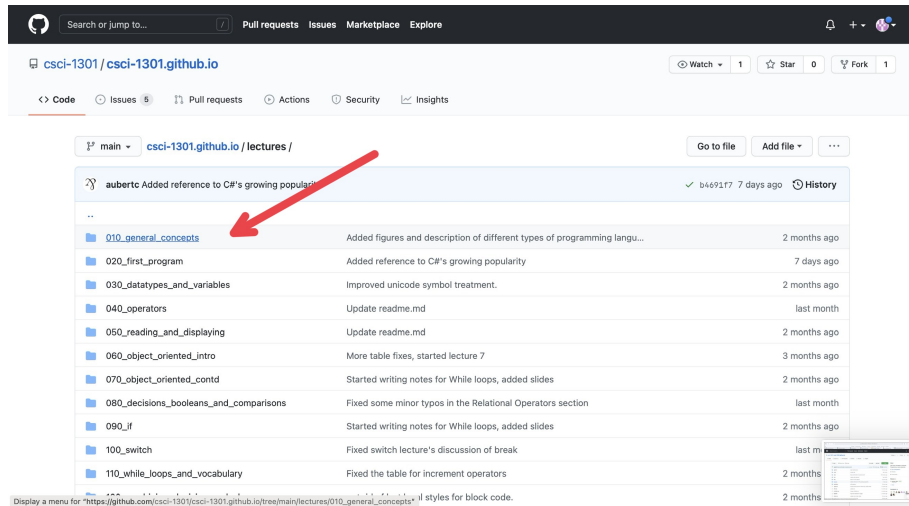 Search or jump to... /
Pull requests Issues Marketplace Explore
csci-1301 / csci-1301.github.io
Watch 1 Star 0 Fork 1
Code Issues 5 Pull requests Actions Security Insights
main csci-1301.github.io / lectures /
Go to file Add file ...
aubertc Added reference to C#'s growing popularit
b4691f7 7 days ago History
..
010_general_concepts Added figures and description of different types of programming langu... 2 months ago
020_first_program Added reference to C#'s growing popularity 7 days ago
030_datatypes_and_variables Improved unicode symbol treatment. 2 months ago
040_operators Update readme.md last month
050_reading_and_displaying Update readme.md 2 months ago
060_object_oriented_intro More table fixes, started lecture 7 3 months ago
070_object_oriented_contd Started writing notes for While loops, added slides 2 months ago
080_decisions_booleans_and_comparisons Fixed some minor typos in the Relational Operators section last month
090_if Started writing notes for While loops, added slides 2 months ago
100_switch Fixed switch lecture's discussion of break last m
110_while_loops_and_vocabulary Fixed the table for increment operators 2 months
styles for block code. 2 months
Display a menu for "https://github.com/csci-1301/csci-1301.github.io/tree/main/lectures/010_general_concepts"